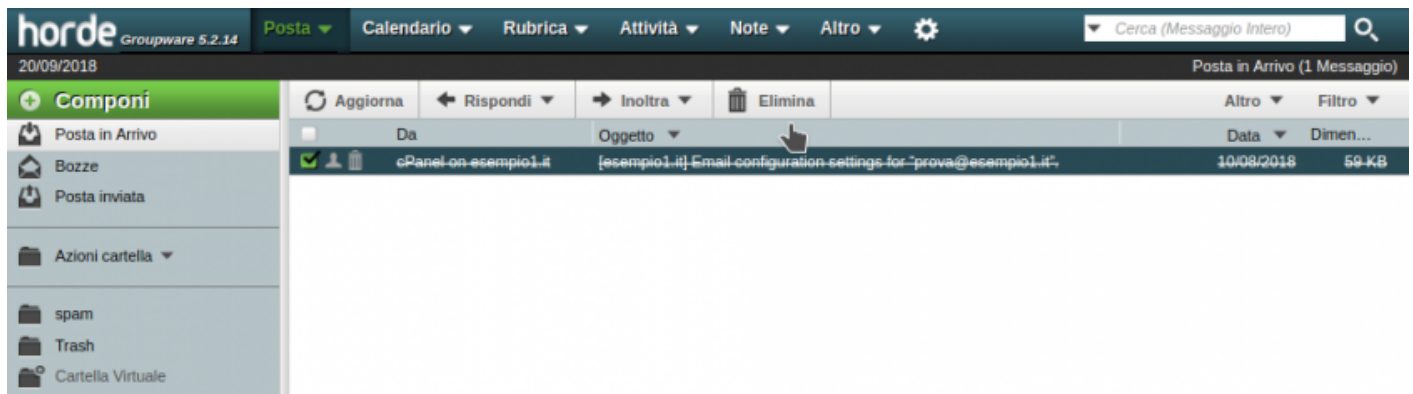 horde Groupware 5.2.14 Posta Calendario Rubrica Attività Note Altro Cerca (Messaggio Intero)
20/09/2018 Posta in Arrivo (1 Messaggio)
Componi Aggiorna Rispondi Inoltra Elimina Altro Filtro
Posta in Arrivo Da Oggetto Data Dimen...
Bozze cPanel on esempio1.it [esempio1.it] Email configuration settings for "prova@esempio1.it". 10/08/2018 59 KB
Posta inviata
Azioni cartella
spam
Trash
Cartella Virtuale